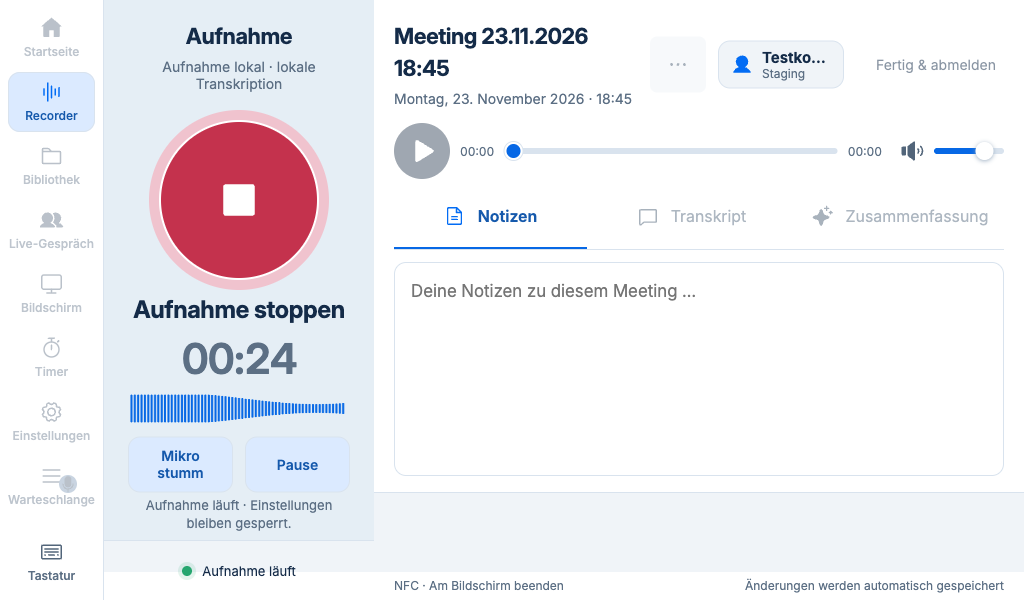 Startseite
Recorder
Bibliothek
Live-Gespräch
Bildschirm
Timer
Einstellungen
Warteschlange
Tastatur
Aufnahme
Aufnahme lokal · lokale
Transkription
Aufnahme stoppen
00:24
Mikro
stumm
Pause
Aufnahme läuft · Einstellungen
bleiben gesperrt.
Aufnahme läuft
Meeting 23.11.2026
18:45
Montag, 23. November 2026 · 18:45
Testko...
Staging
Fertig & abmelden
00:00
00:00
Notizen
Transkript
Zusammenfassung
Deine Notizen zu diesem Meeting ...
NFC · Am Bildschirm beenden
Änderungen werden automatisch gespeichert